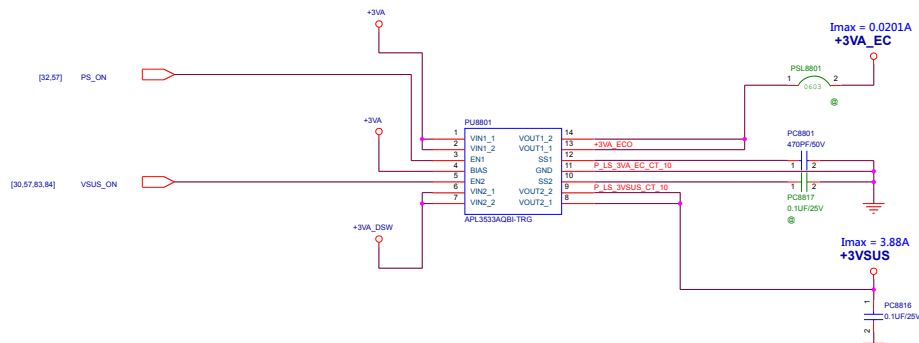 +3VA
Imax = 0.0201A
+3VA_EC
[32,57] PS_ON
PSL8801
1 2
0603
@
+3VA
PU8801
1 VIN1_1 VOUT1_2 14
2 VIN1_2 VOUT1_1 13 +3VA_ECO
3 EN1 SS1 12
4 BIAS GND 11 P_LS_3VA_EC_CT_10
5 EN2 SS2 10
6 VIN2_1 VOUT2_2 9 P_LS_3VSUS_CT_10
7 VIN2_2 VOUT2_1 8
APL3533AQBI-TRG
PC8801
470PF/50V
1 2
1 2
PC8817
0.1UF/25V
@
[30,57,83,84] VSUS_ON
+3VA_DSW
Imax = 3.88A
+3VSUS
1
PC8816
0.1UF/25V
2